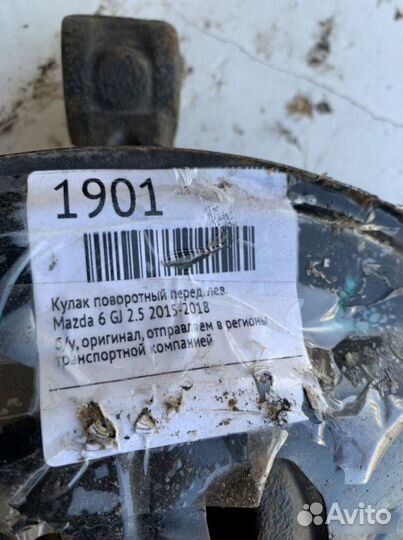 1901
Кулак поворотный перед. лев.
Mazda 6 GJ 2.5 2015-2018
б/у, оригинал, отправляем в регионы
транспортной компанией
Avito